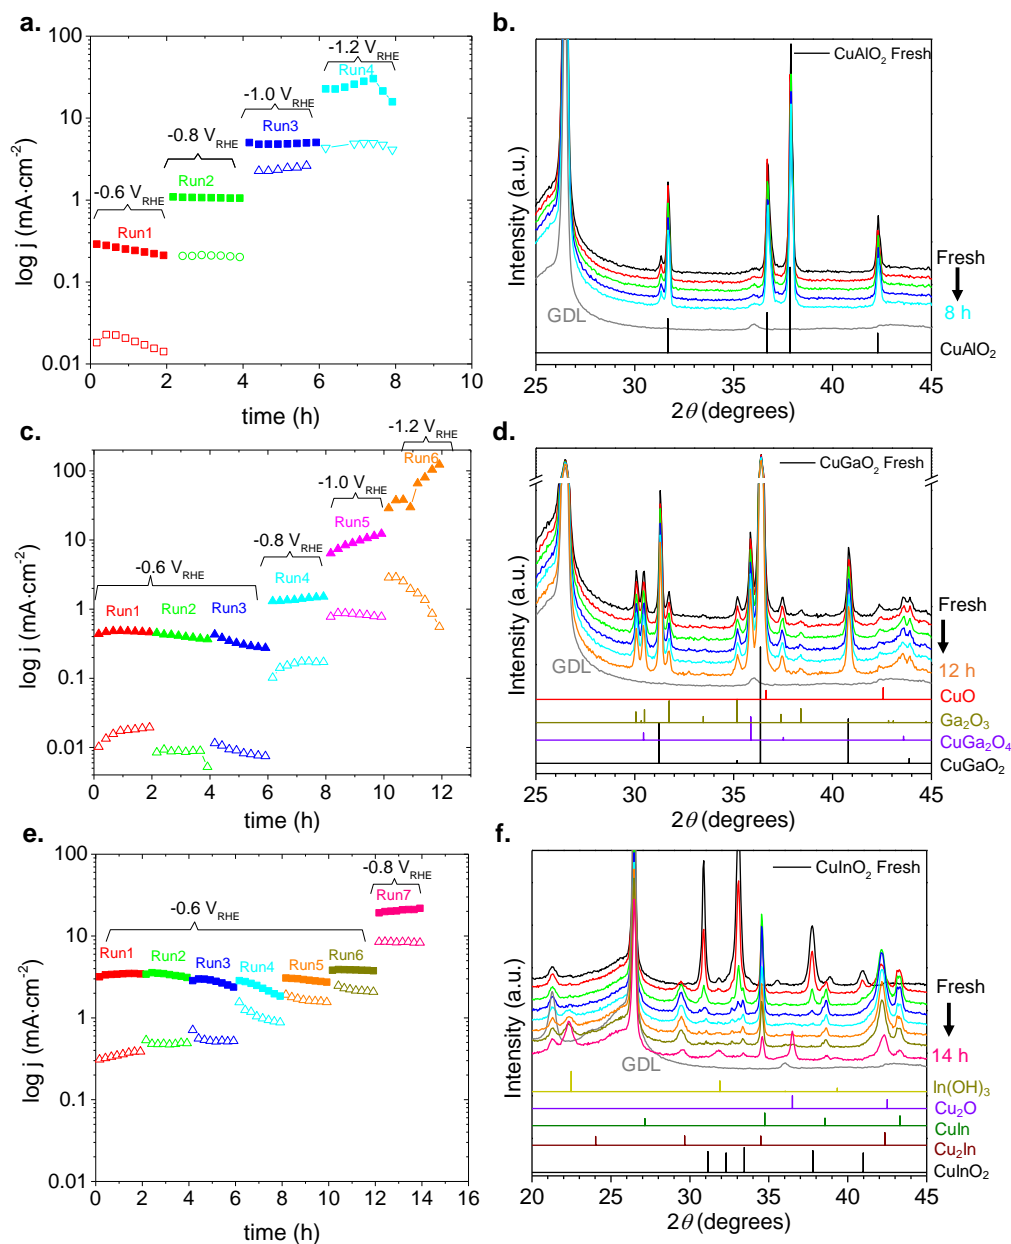 a.
log j (mA·cm-2)
100
10
1
0.1
0.01
0 2 4 6 8 10
time (h)
-0.6 VRHE
-0.8 VRHE
-1.0 VRHE
-1.2 VRHE
Run1
Run2
Run3
Run4
b.
Intensity (a.u.)
CuAlO2 Fresh
Fresh
8 h
GDL
CuAlO2
25 30 35 40 45
2θ (degrees)
c.
log j (mA·cm-2)
100
10
1
0.1
0.01
0 2 4 6 8 10 12
time (h)
-0.6 VRHE
-0.8 VRHE
-1.0 VRHE
-1.2 VRHE
Run1
Run2
Run3
Run4
Run5
Run6
d.
Intensity (a.u.)
CuGaO2 Fresh
Fresh
12 h
GDL
CuO
Ga2O3
CuGa2O4
CuGaO2
25 30 35 40 45
2θ (degrees)
e.
log j (mA·cm-2)
100
10
1
0.1
0.01
0 2 4 6 8 10 12 14 16
time (h)
-0.6 VRHE
-0.8 VRHE
Run1
Run2
Run3
Run4
Run5
Run6
Run7
f.
Intensity (a.u.)
CuInO2 Fresh
Fresh
14 h
GDL
In(OH)3
Cu2O
CuIn
Cu2In
CuInO2
20 25 30 35 40 45
2θ (degrees)